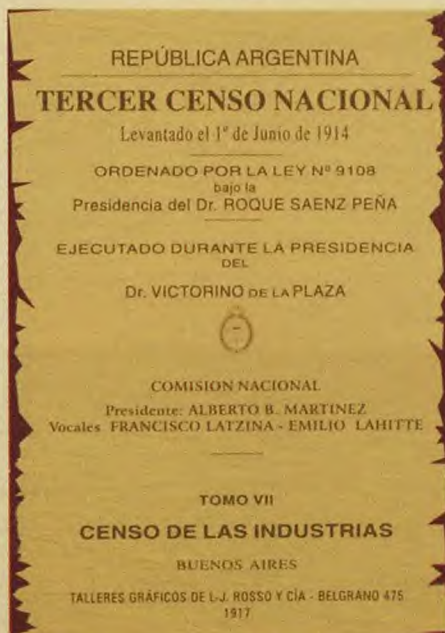 REPÚBLICA ARGENTINA
TERCER CENSO NACIONAL
Levantado el 1º de Junio de 1914
ORDENADO POR LA LEY Nº 9108
bajo la
Presidencia del Dr. ROQUE SAENZ PEÑA
EJECUTADO DURANTE LA PRESIDENCIA
DEL
Dr. VICTORINO DE LA PLAZA
COMISION NACIONAL
Presidente: ALBERTO B. MARTINEZ
Vocales FRANCISCO LATZINA - EMILIO LAHITTE
TOMO VII
CENSO DE LAS INDUSTRIAS
BUENOS AIRES
TALLERES GRÁFICOS DE L.J. ROSSO Y CÍA - BELGRANO 475
1917